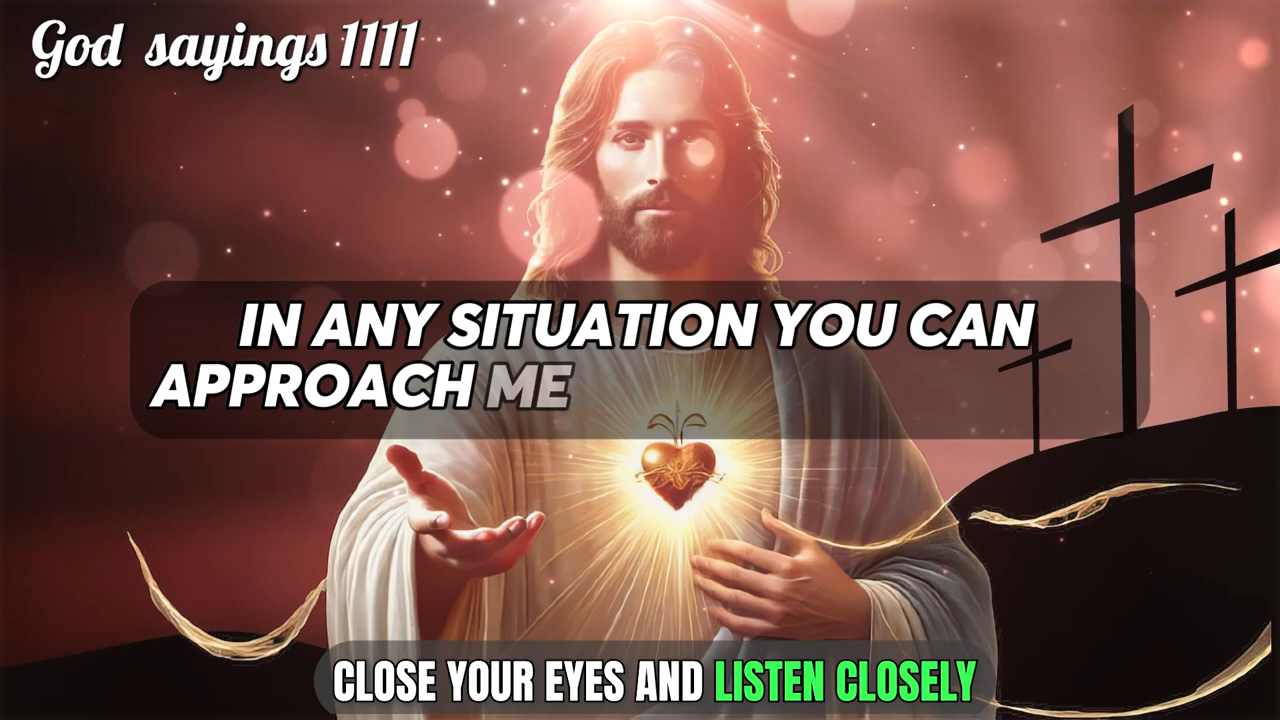 God sayings 1111
IN ANY SITUATION YOU CAN
APPROACH ME
CLOSE YOUR EYES AND LISTEN CLOSELY